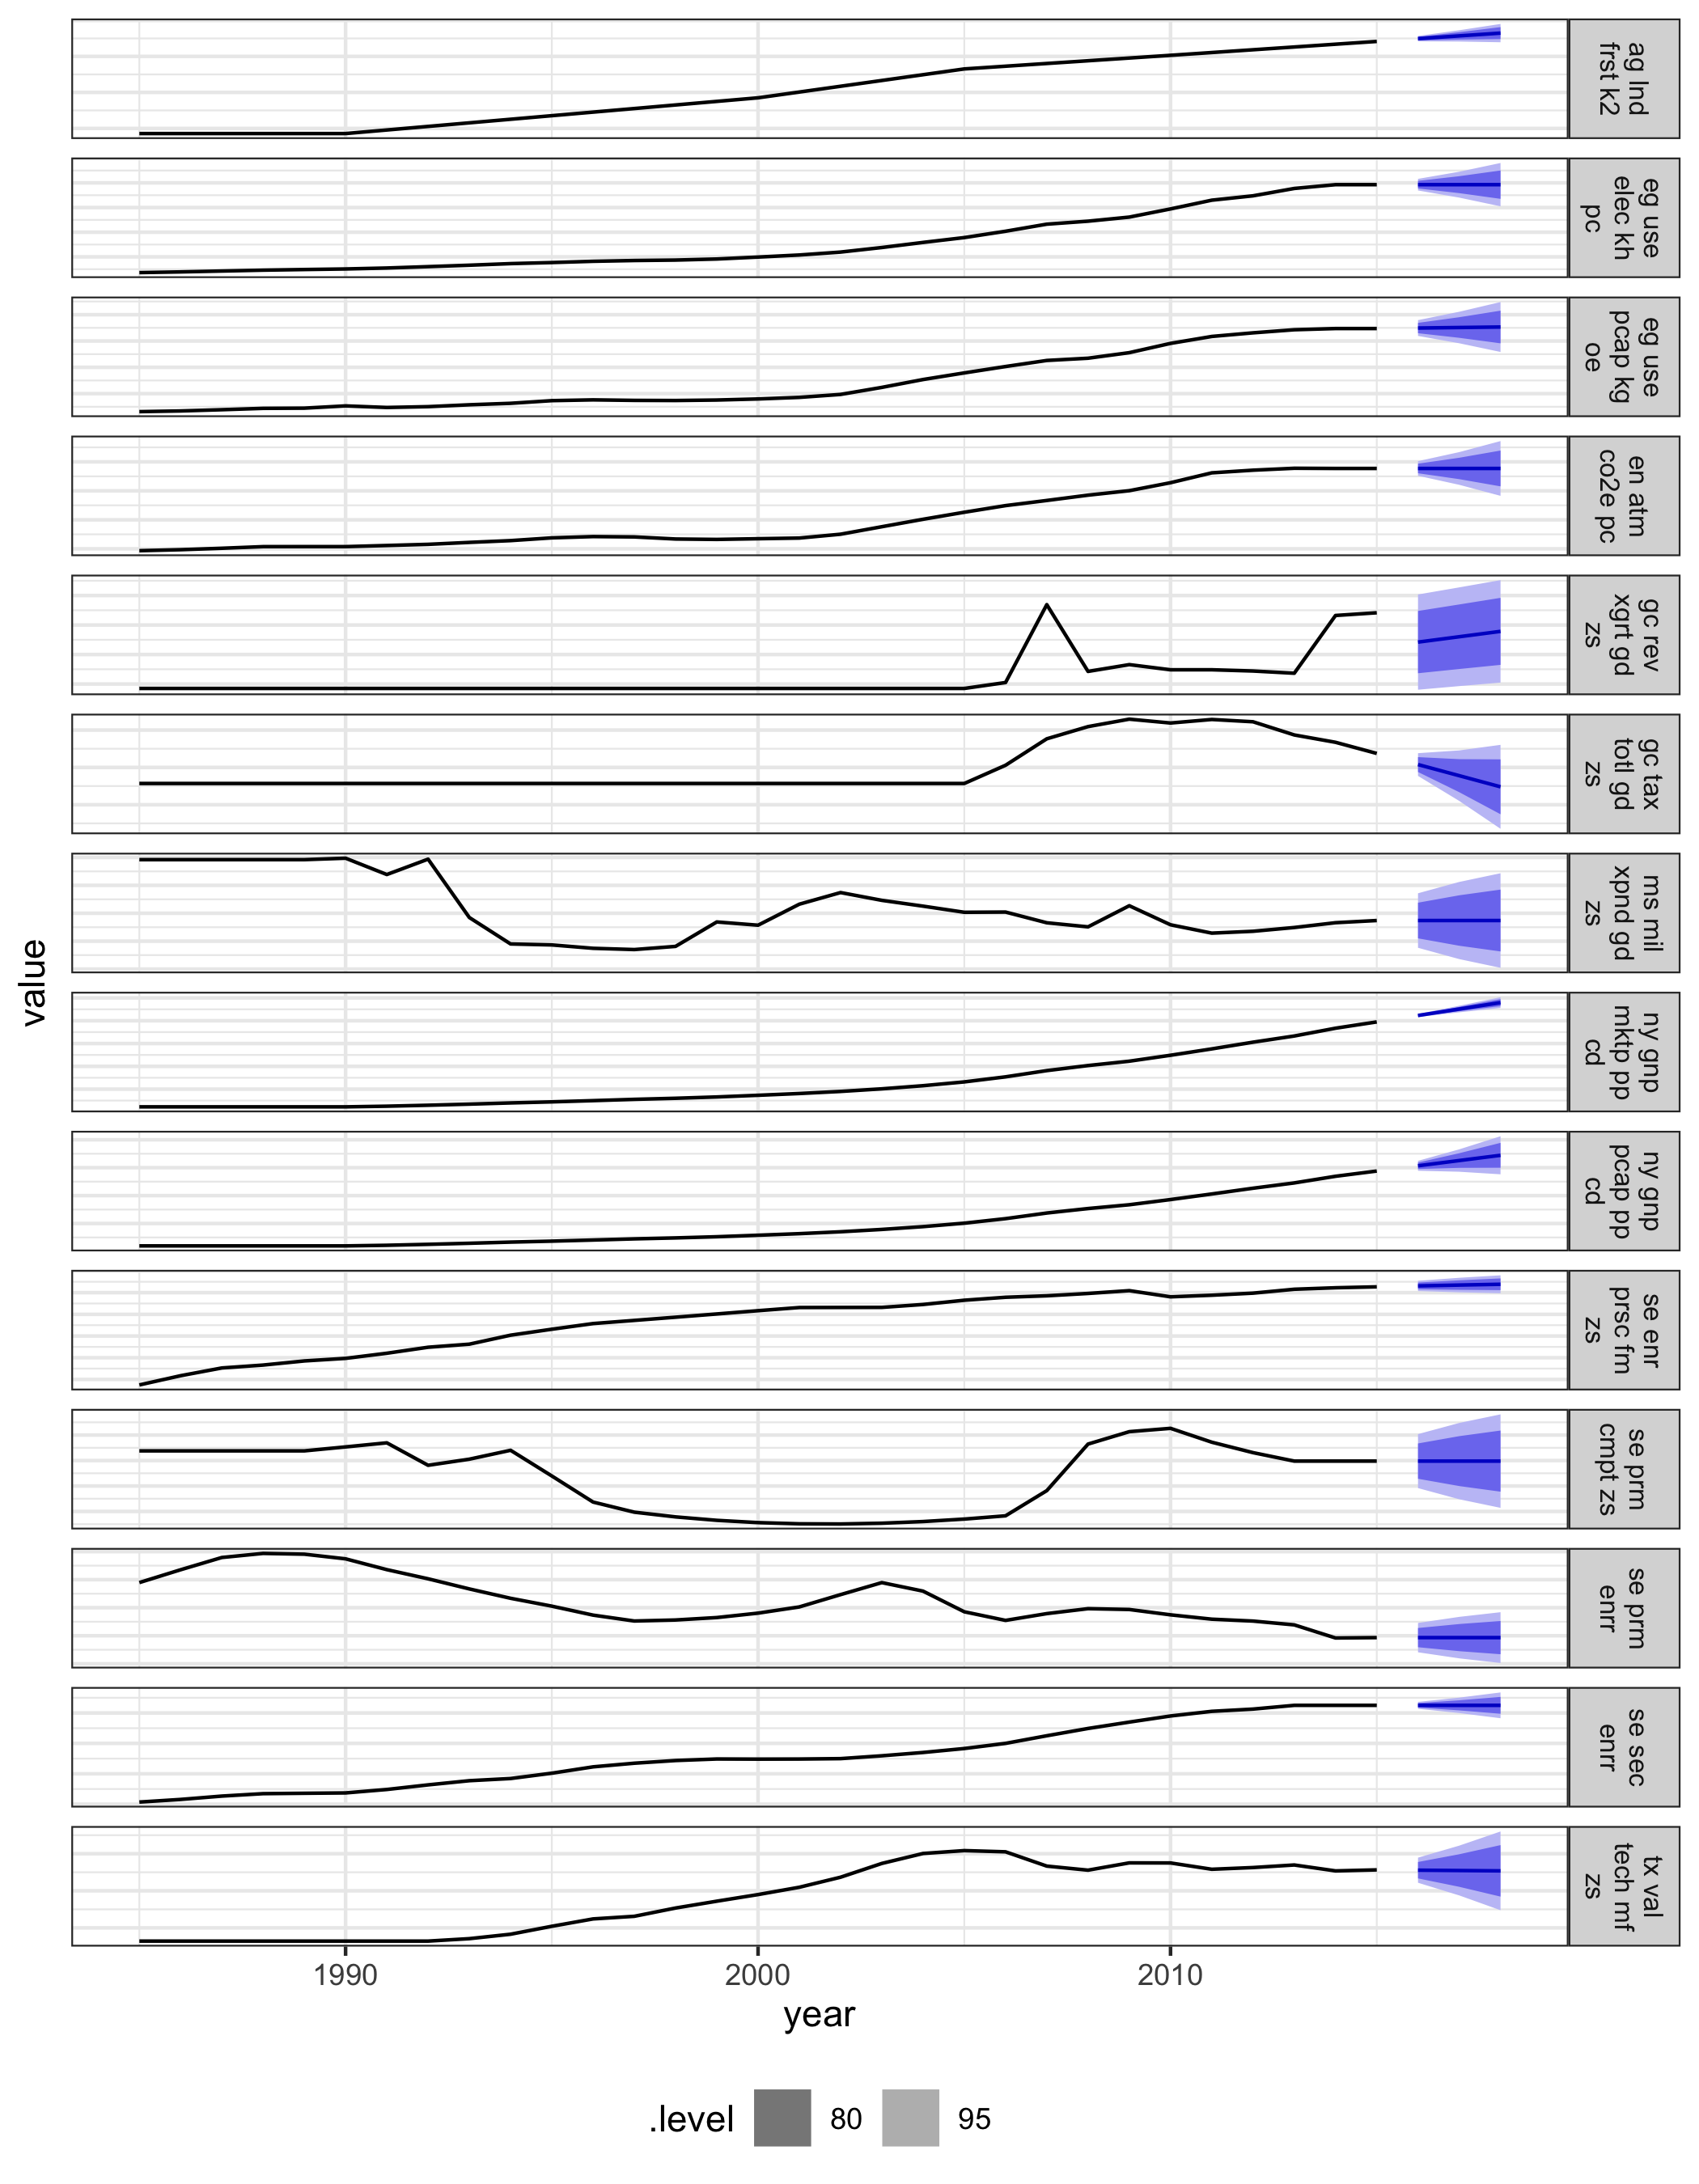 ag lnd
frst k2
eg use
elec kh
pc
eg use
pcap kg
oe
en atm
co2e pc
gc rev
xgrt gd
zs
gc tax
totl gd
zs
ms mil
xpnd gd
zs
ny gnp
mktp pp
cd
ny gnp
pcap pp
cd
se enr
prsc fm
zs
se prm
cmpt zs
se prm
enrr
se sec
enrr
tx val
tech mf
zs
value
1990 2000 2010
year
.level 80 95